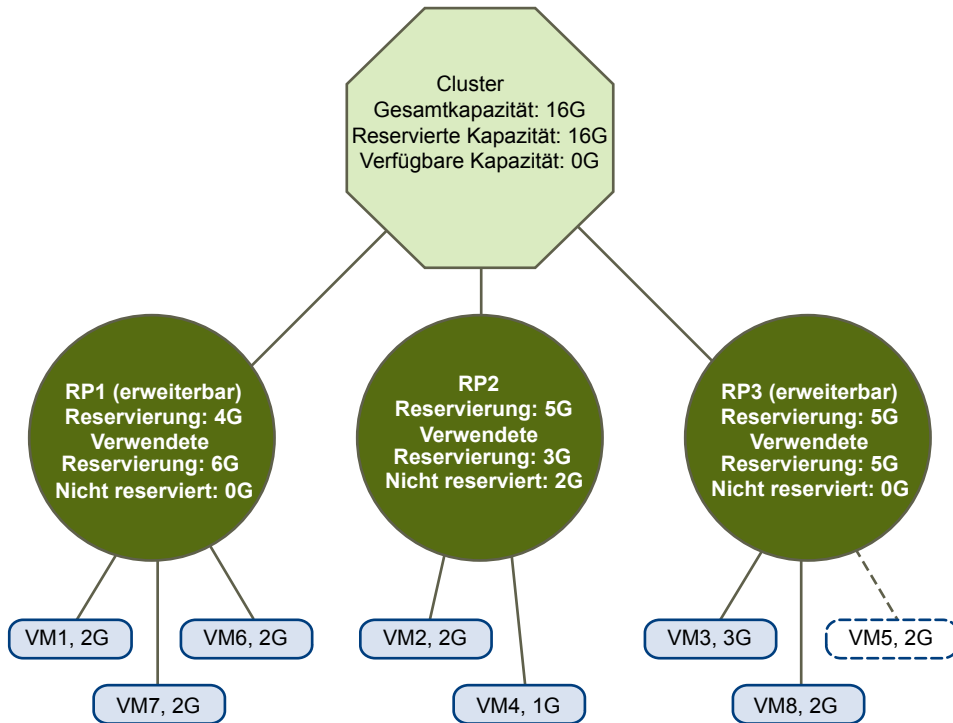 Cluster
Gesamtkapazität: 16G
Reservierte Kapazität: 16G
Verfügbare Kapazität: 0G
RP1 (erweiterbar)
Reservierung: 4G
Verwendete
Reservierung: 6G
Nicht reserviert: 0G
RP2
Reservierung: 5G
Verwendete
Reservierung: 3G
Nicht reserviert: 2G
RP3 (erweiterbar)
Reservierung: 5G
Verwendete
Reservierung: 5G
Nicht reserviert: 0G
VM1, 2G
VM6, 2G
VM2, 2G
VM3, 3G
VM5, 2G
VM7, 2G
VM4, 1G
VM8, 2G